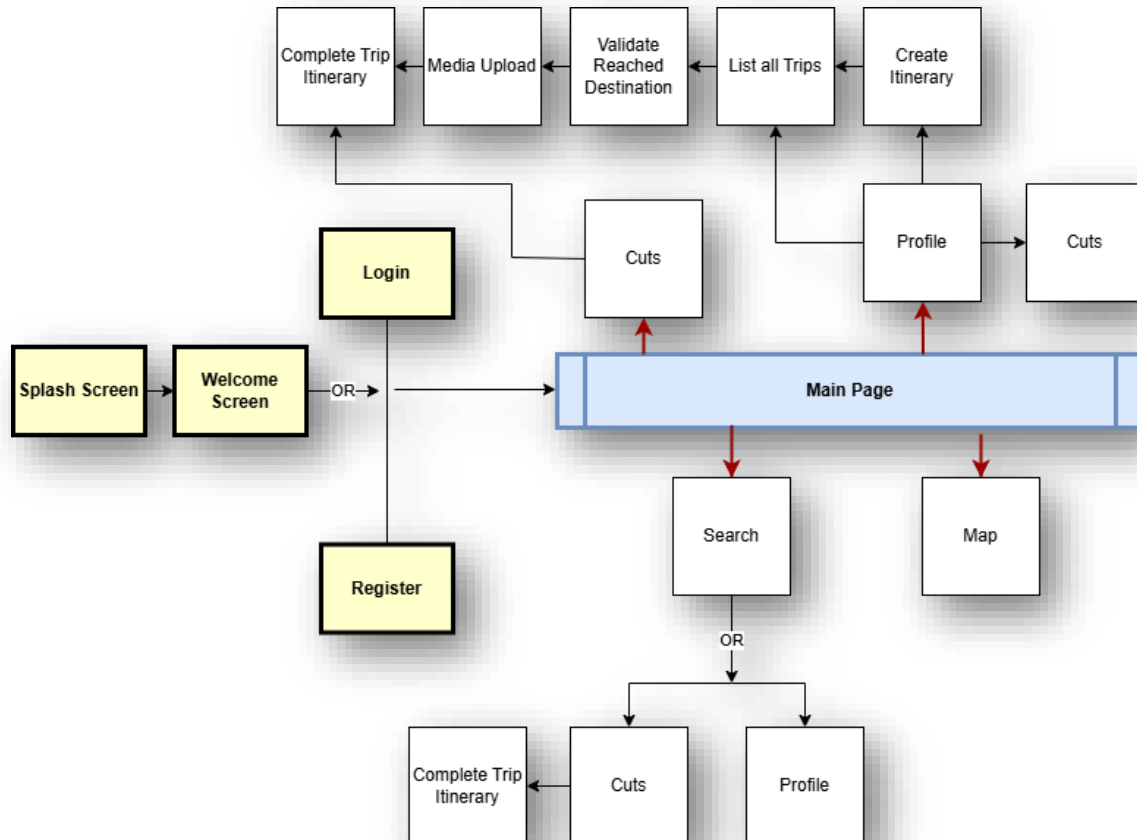 Complete Trip
Itinerary
Media Upload
Validate
Reached
Destination
List all Trips
Create
Itinerary
Cuts
Profile
Cuts
Login
Splash Screen
Welcome
Screen
OR
Main Page
Register
Search
Map
OR
Complete Trip
Itinerary
Cuts
Profile